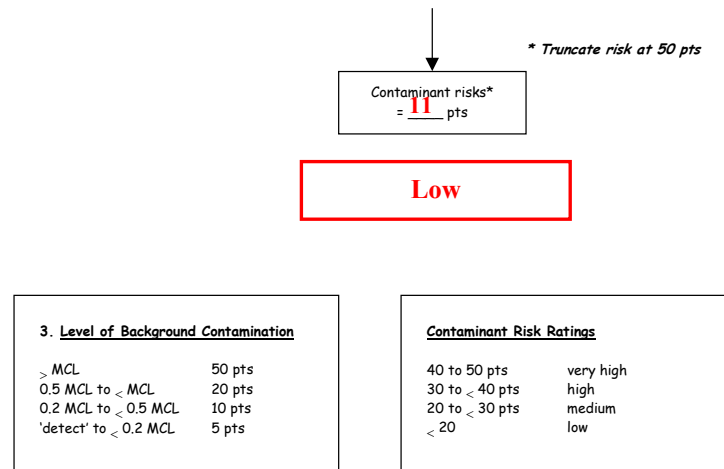 * Truncate risk at 50 pts
Contaminant risks*
= 11 pts
Low
3. Level of Background Contamination
> MCL 50 pts
0.5 MCL to < MCL 20 pts
0.2 MCL to < 0.5 MCL 10 pts
'detect' to < 0.2 MCL 5 pts
Contaminant Risk Ratings
40 to 50 pts very high
30 to < 40 pts high
20 to < 30 pts medium
< 20 low